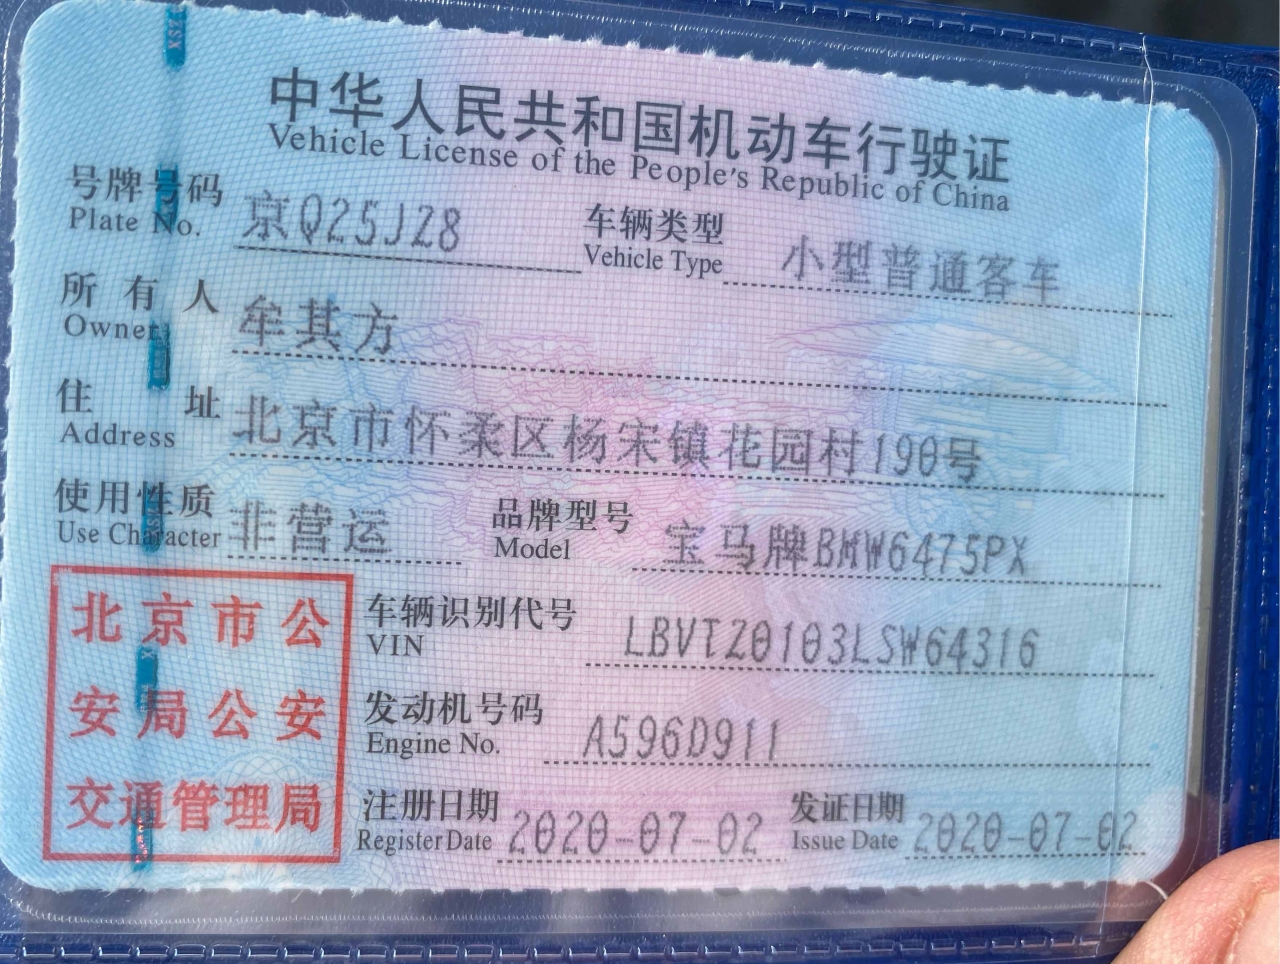 中华人民共和国机动车行驶证
Vehicle License of the People's Republic of China
号牌号码 京Q25J28 车辆类型 小型普通客车
Plate No. Vehicle Type
所有人 牟其方
Owner
住址 北京市怀柔区杨宋镇花园村190号
Address
使用性质 非营运 品牌型号 宝马牌BMW6475PX
Use Character Model
北京市公
安局公安
交通管理局
车辆识别代号 LBVTZ0103LSW64316
VIN
发动机号码 A596D911
Engine No.
注册日期 2020-07-02 发证日期 2020-07-02
Register Date Issue Date